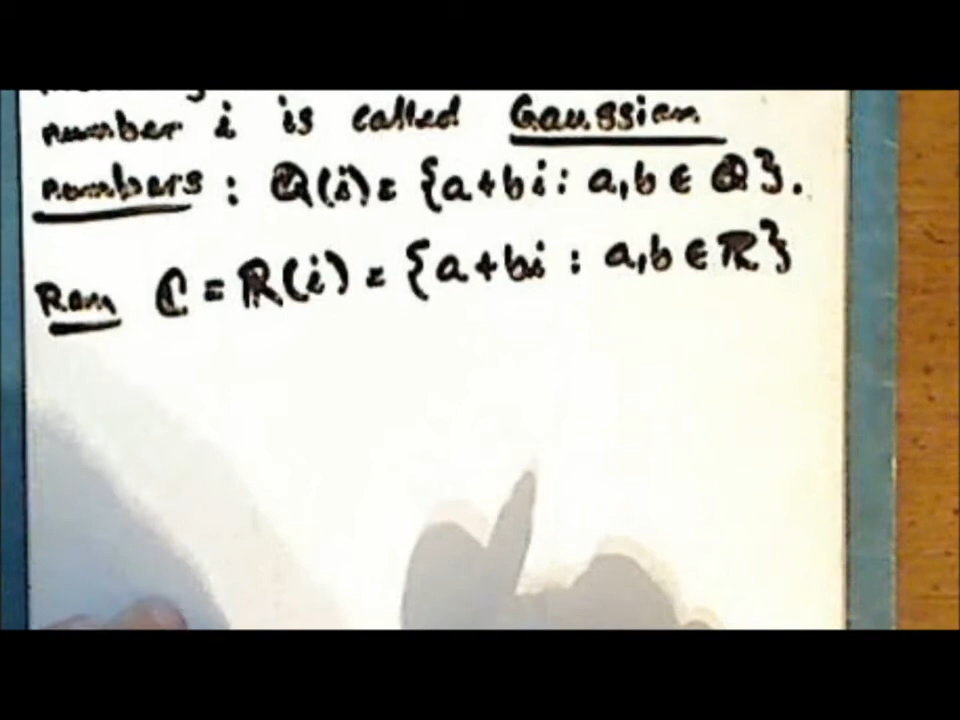 number i is called Gaussian
numbers : ℚ(i) = {a+bi : a,b ∈ ℚ}.
Rem ℂ = ℝ(i) = {a+bi : a,b ∈ ℝ}